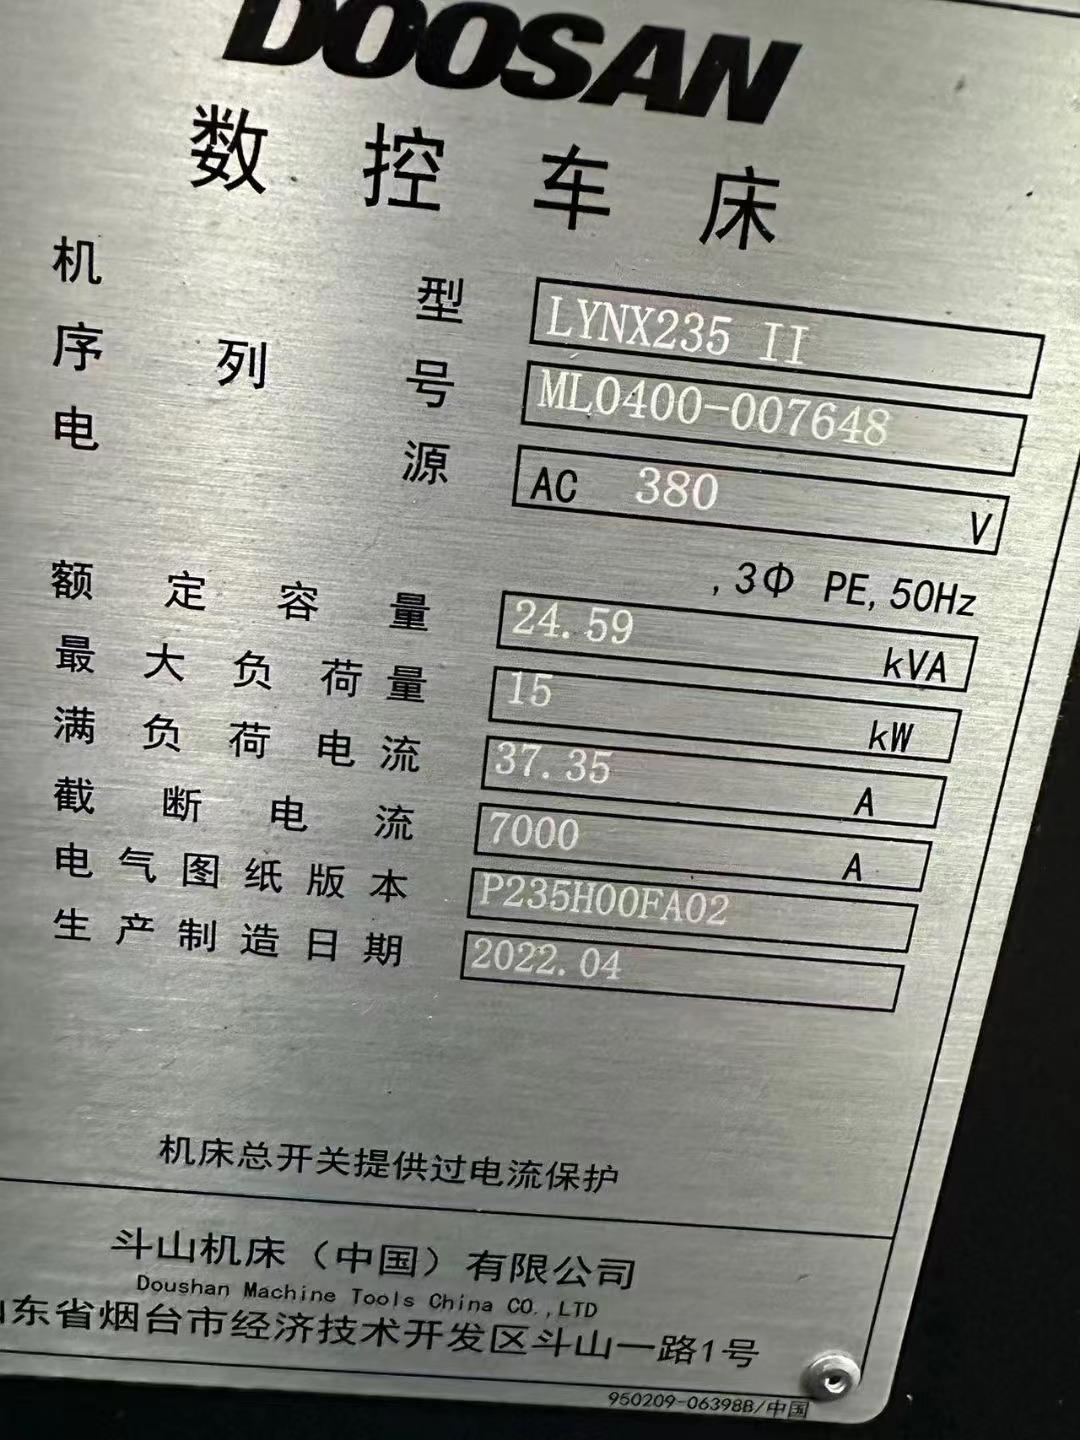 DOOSAN
数控车床
机型 LYNX235 II
序列号 ML0400-007648
电源 AC 380 V
,3Φ PE,50Hz
额定容量 24.59 kVA
最大负荷量 15 kW
满负荷电流 37.35 A
截断电流 7000 A
电气图纸版本 P235H00FA02
生产制造日期 2022.04
机床总开关提供过电流保护
斗山机床（中国）有限公司
Doushan Machine Tools China CO.,LTD
山东省烟台市经济技术开发区斗山一路1号
950209-06398B/中国